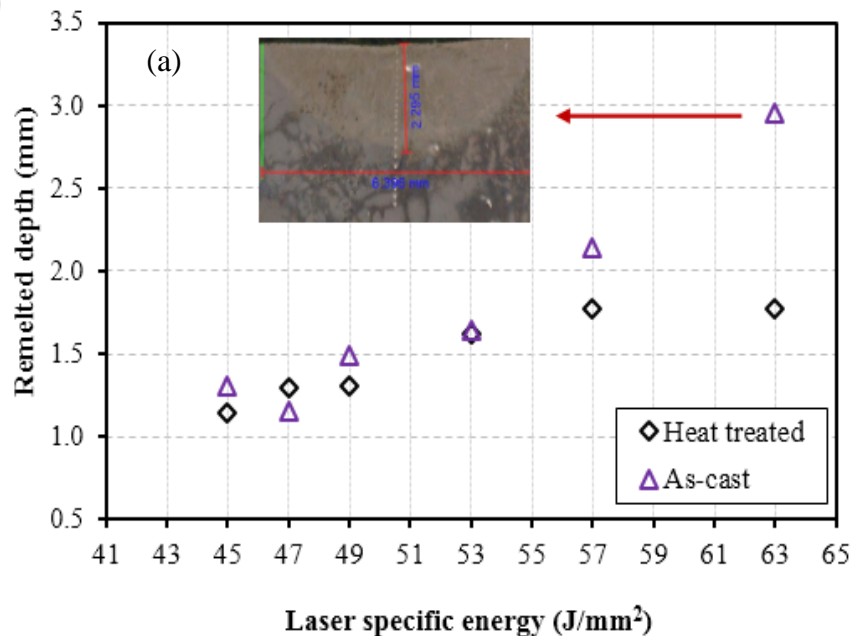 (a)
2.295 mm
6.396 mm
Remelted depth (mm)
3.5
3.0
2.5
2.0
1.5
1.0
0.5
Heat treated
As-cast
41 43 45 47 49 51 53 55 57 59 61 63 65
Laser specific energy (J/mm²)